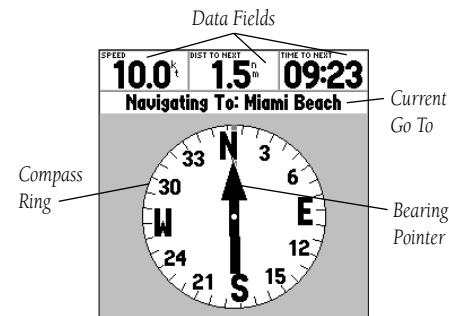 Data Fields
SPEED DIST TO NEXT TIME TO NEXT
10.0 kt 1.5 nm 09:23
Navigating To: Miami Beach
Current
Go To
Compass
Ring
Bearing
Pointer
N
33 3
30 6
W E
24 12
21 15
S